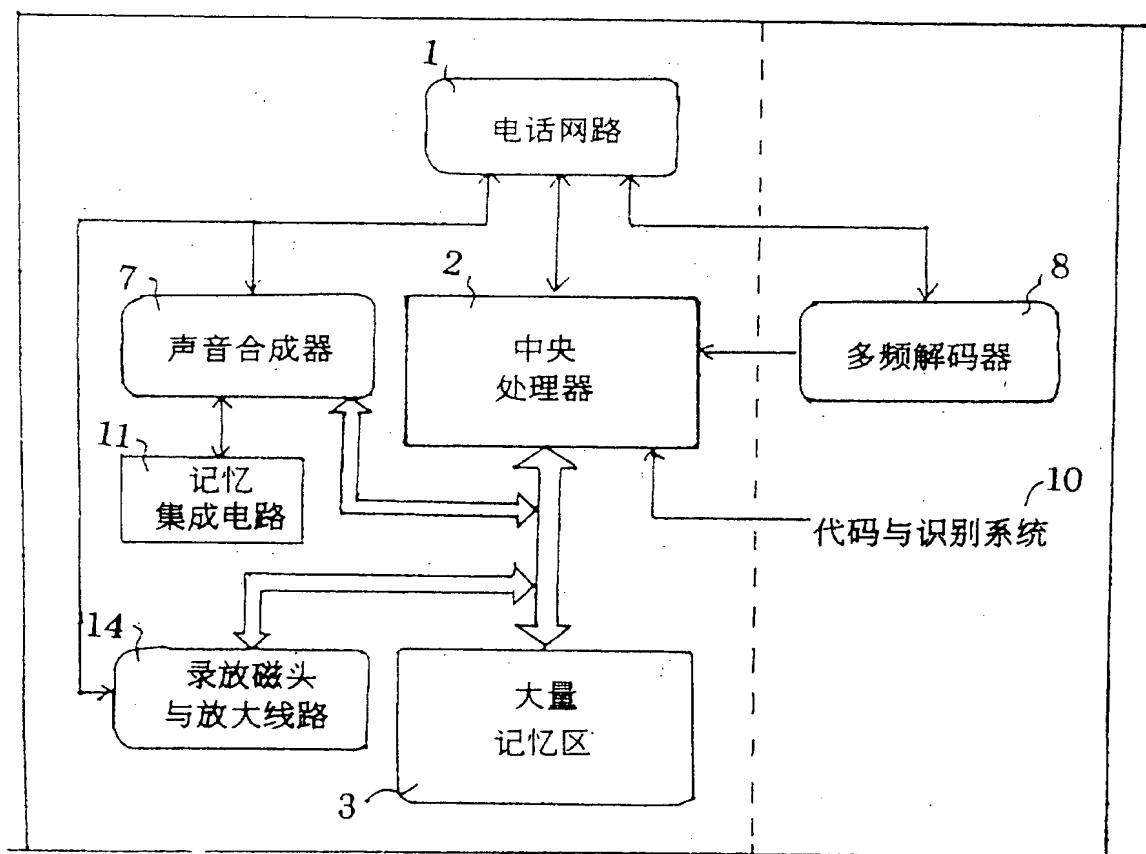 1
电话网路
7
声音合成器
2
中央
处理器
8
多频解码器
11
记忆
集成电路
10
代码与识别系统
14
录放磁头
与放大线路
大量
记忆区
3